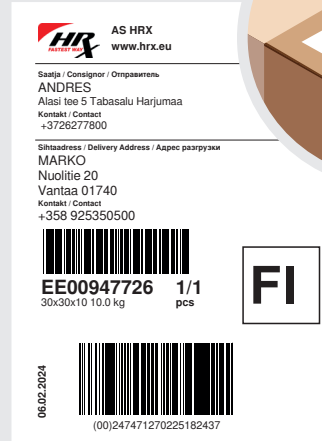 HRX
FASTEST WAY
AS HRX
www.hrx.eu
Saatja / Consignor / Отправитель
ANDRES
Alasi tee 5 Tabasalu Harjumaa
Kontakt / Contact
+3726277800
Sihtaadress / Delivery Address / Адрес разгрузки
MARKO
Nuolitie 20
Vantaa 01740
Kontakt / Contact
+358 925350500
EE00947726 1/1
30x30x10 10.0 kg pcs
FI
06.02.2024
(00)247471270225182437